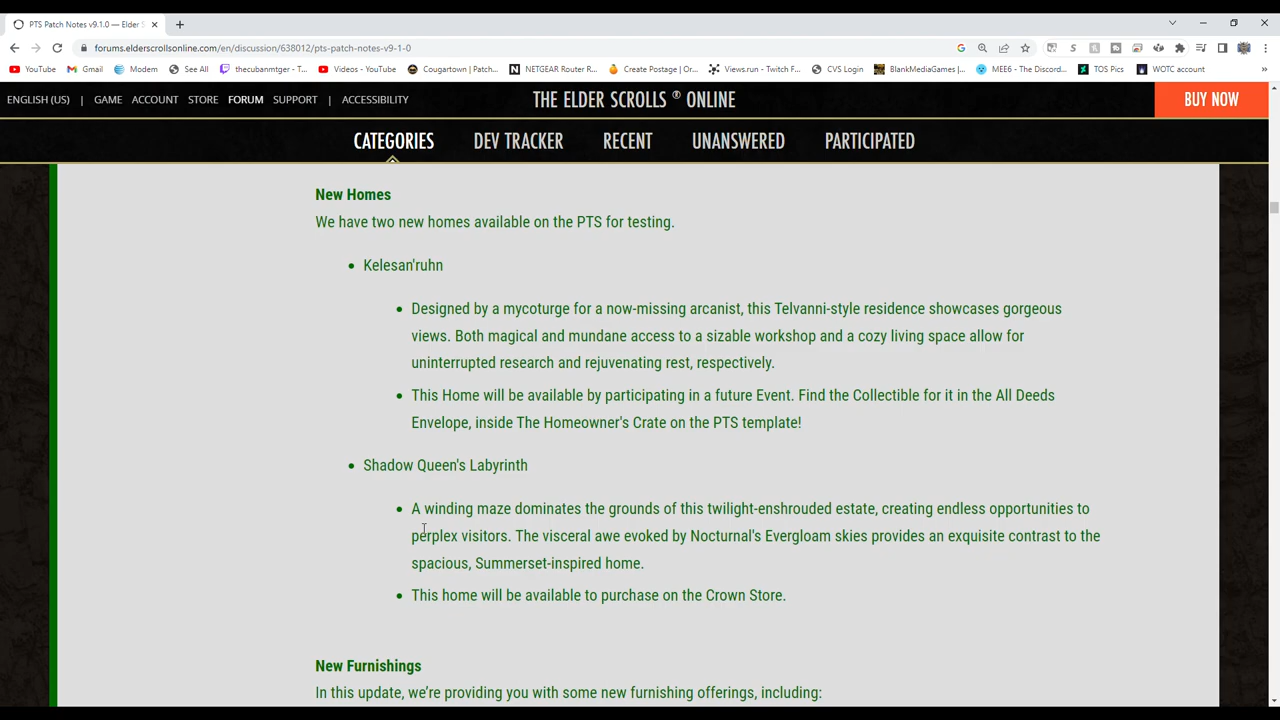 PTS Patch Notes v9.1.0 — Elder S
forums.elderscrollsonline.com/en/discussion/638012/pts-patch-notes-v9-1-0
YouTube Gmail Modem See All thecubanmtger - T... Videos - YouTube Cougartown | Patch... NETGEAR Router R... Create Postage | Or... Views.run - Twitch F... CVS Login BlankMediaGames |... MEE6 - The Discord... TOS Pics WOTC account »
ENGLISH (US) | GAME ACCOUNT STORE FORUM SUPPORT | ACCESSIBILITY THE ELDER SCROLLS ® ONLINE BUY NOW
CATEGORIES DEV TRACKER RECENT UNANSWERED PARTICIPATED
New Homes
We have two new homes available on the PTS for testing.
• Kelesan'ruhn
• Designed by a mycoturge for a now-missing arcanist, this Telvanni-style residence showcases gorgeous
views. Both magical and mundane access to a sizable workshop and a cozy living space allow for
uninterrupted research and rejuvenating rest, respectively.
• This Home will be available by participating in a future Event. Find the Collectible for it in the All Deeds
Envelope, inside The Homeowner's Crate on the PTS template!
• Shadow Queen's Labyrinth
• A winding maze dominates the grounds of this twilight-enshrouded estate, creating endless opportunities to
perplex visitors. The visceral awe evoked by Nocturnal's Evergloam skies provides an exquisite contrast to the
spacious, Summerset-inspired home.
• This home will be available to purchase on the Crown Store.
New Furnishings
In this update, we're providing you with some new furnishing offerings, including: